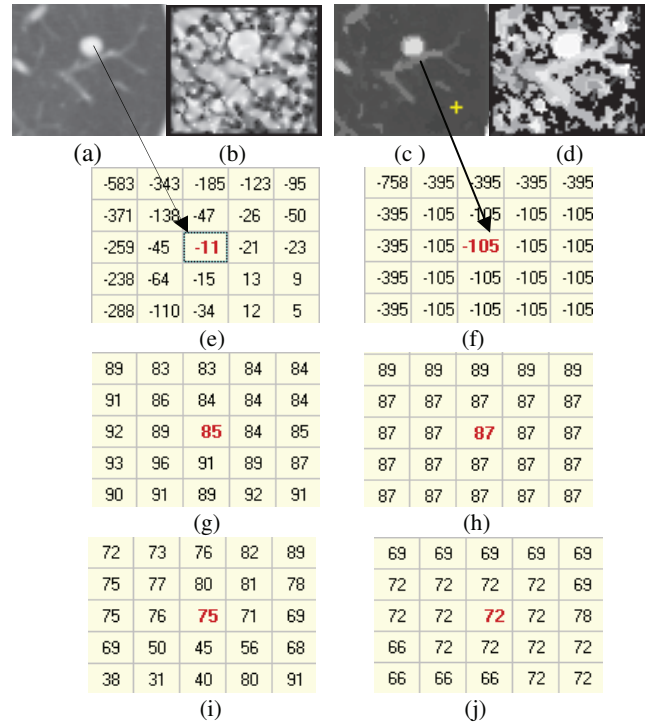 (a) (b) (c ) (d)
-583 -343 -185 -123 -95
-371 -138 -47 -26 -50
-259 -45 -11 -21 -23
-238 -64 -15 13 9
-288 -110 -34 12 5
(e)
-758 -395 -395 -395 -395
-395 -105 -105 -105 -105
-395 -105 -105 -105 -105
-395 -105 -105 -105 -105
-395 -105 -105 -105 -105
(f)
89 83 83 84 84
91 86 84 84 84
92 89 85 84 85
93 96 91 89 87
90 91 89 92 91
(g)
89 89 89 89 89
87 87 87 87 87
87 87 87 87 87
87 87 87 87 87
87 87 87 87 87
(h)
72 73 76 82 89
75 77 80 81 78
75 76 75 71 69
69 50 45 56 68
38 31 40 80 91
(i)
69 69 69 69 69
72 72 72 72 69
72 72 72 72 78
66 72 72 72 72
66 66 66 72 72
(j)